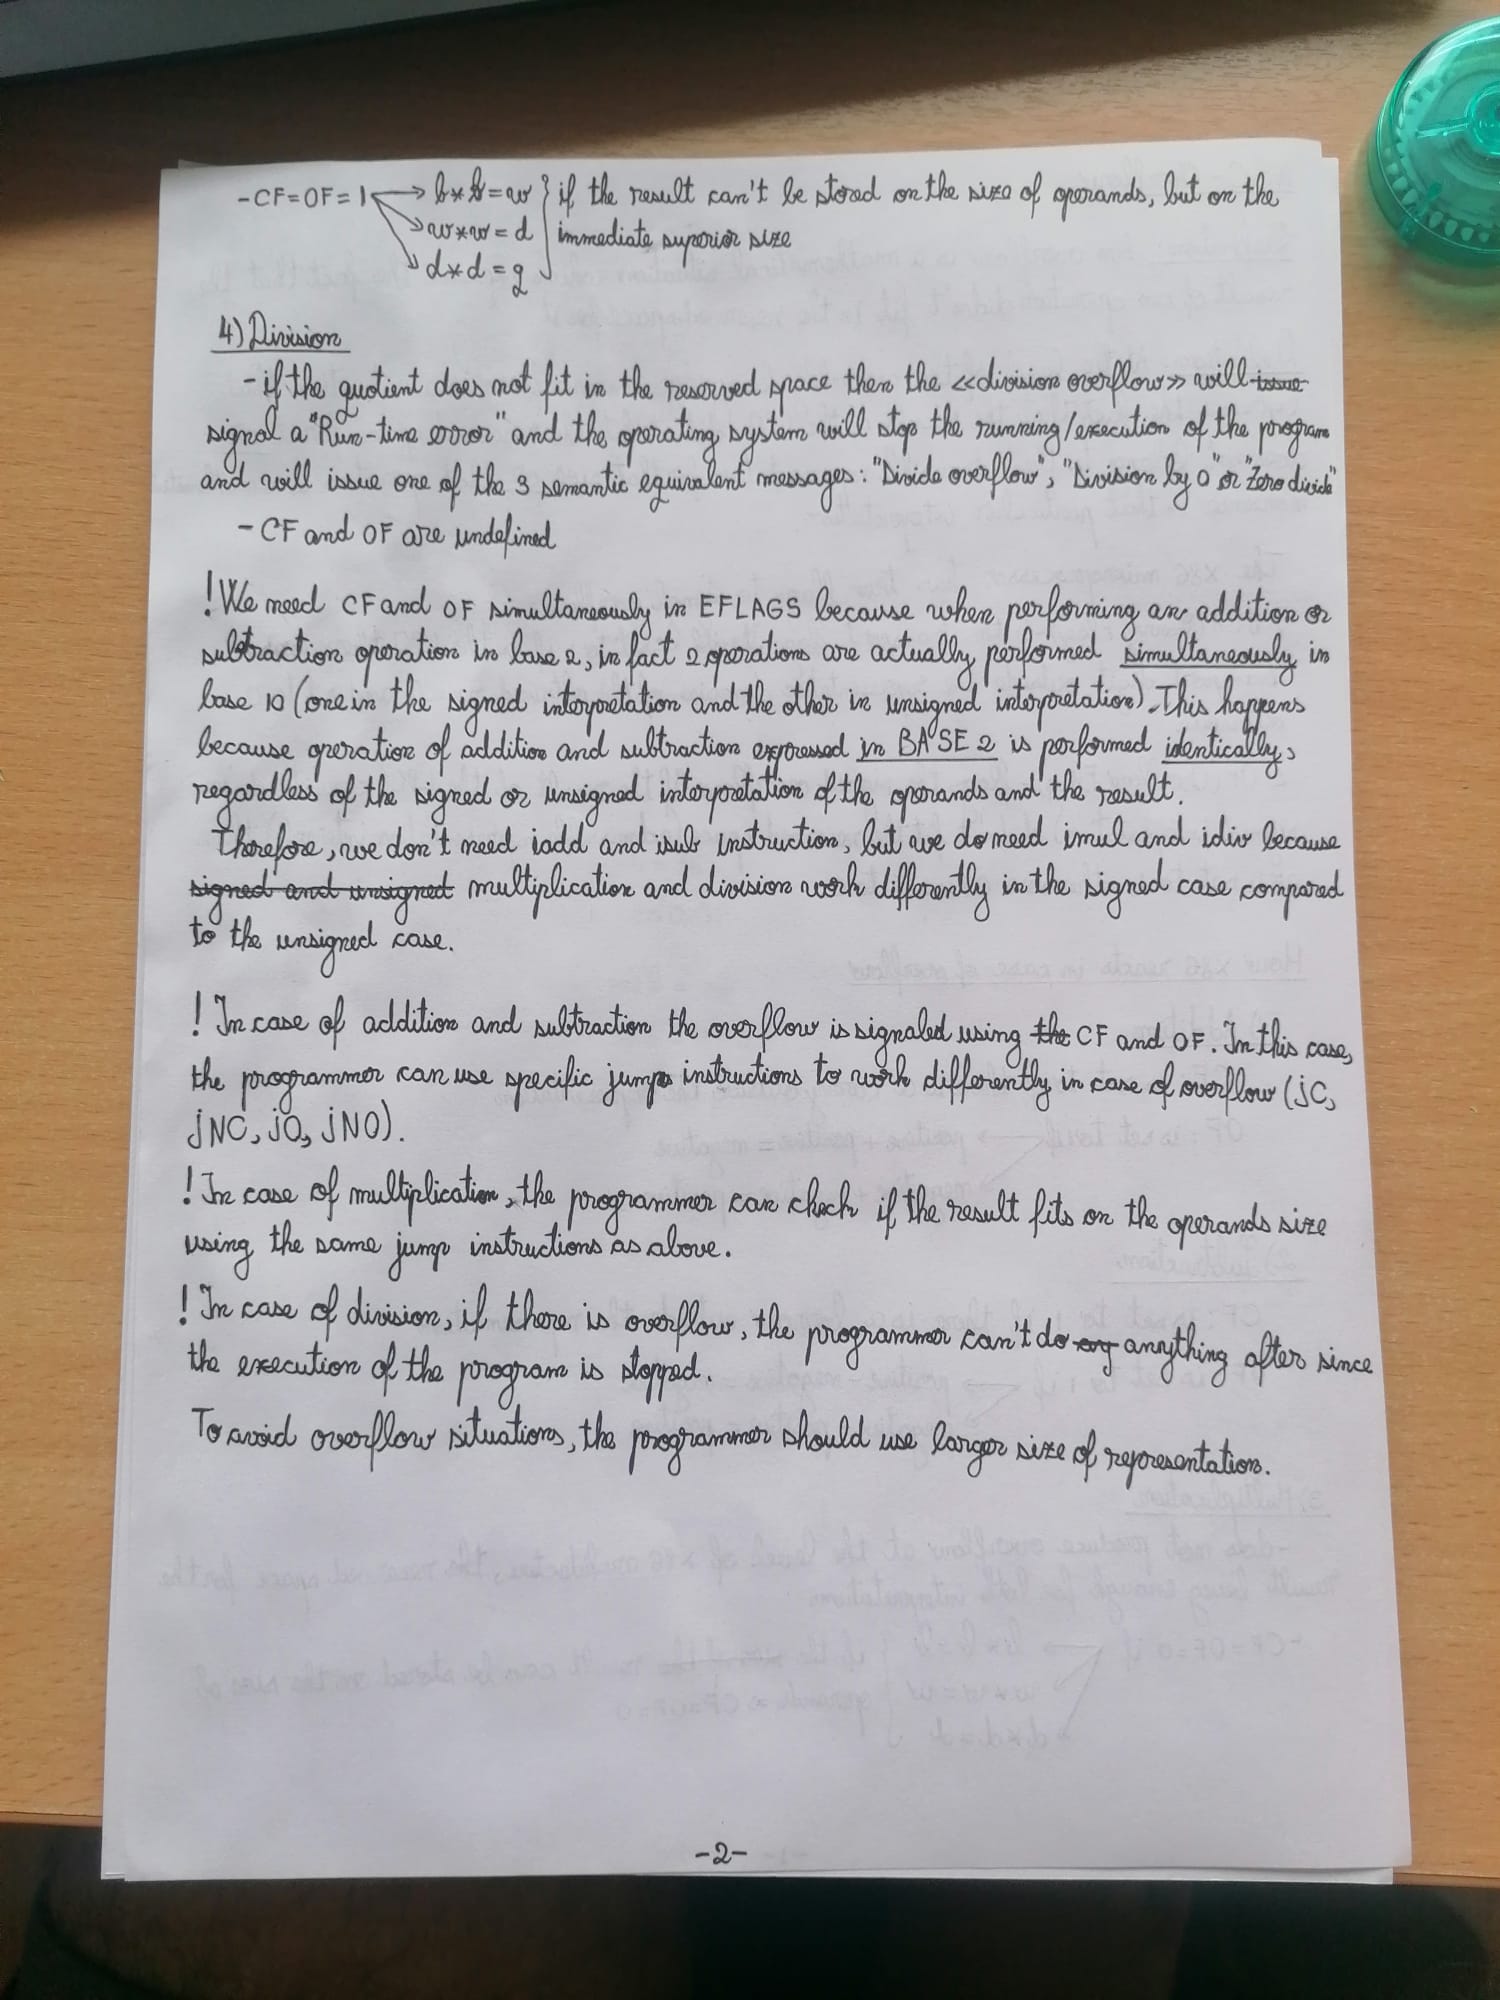 - CF = OF = 1 → b * b = w } if the result can't be stored on the size of operands, but on the
→ w * w = d } immediate superior size
→ d * d = q
4) Division
- if the quotient does not fit in the reserved space then the <<division overflow>> will issue
signal a "Run-time error" and the operating system will stop the running/execution of the program
and will issue one of the 3 semantic equivalent messages: "Divide overflow", "Division by 0" or "Zero divide"
- CF and OF are undefined
! We need CF and OF simultaneously in EFLAGS because when performing an addition or
subtraction operation in base 2, in fact 2 operations are actually performed simultaneously in
base 10 (one in the signed interpretation and the other in unsigned interpretation). This happens
because operation of addition and subtraction expressed in BASE 2 is performed identically,
regardless of the signed or unsigned interpretation of the operands and the result.
Therefore, we don't need iadd and isub instruction, but we do need imul and idiv because
signed and unsigned multiplication and division work differently in the signed case compared
to the unsigned case.
! In case of addition and subtraction the overflow is signaled using the CF and OF. In this case,
the programmer can use specific jump instructions to work differently in case of overflow (jC,
jNC, jO, jNO).
! In case of multiplication, the programmer can check if the result fits on the operands size
using the same jump instructions as above.
! In case of division, if there is overflow, the programmer can't do any anything after since
the execution of the program is stopped.
To avoid overflow situations, the programmer should use larger size of representation.
-2-